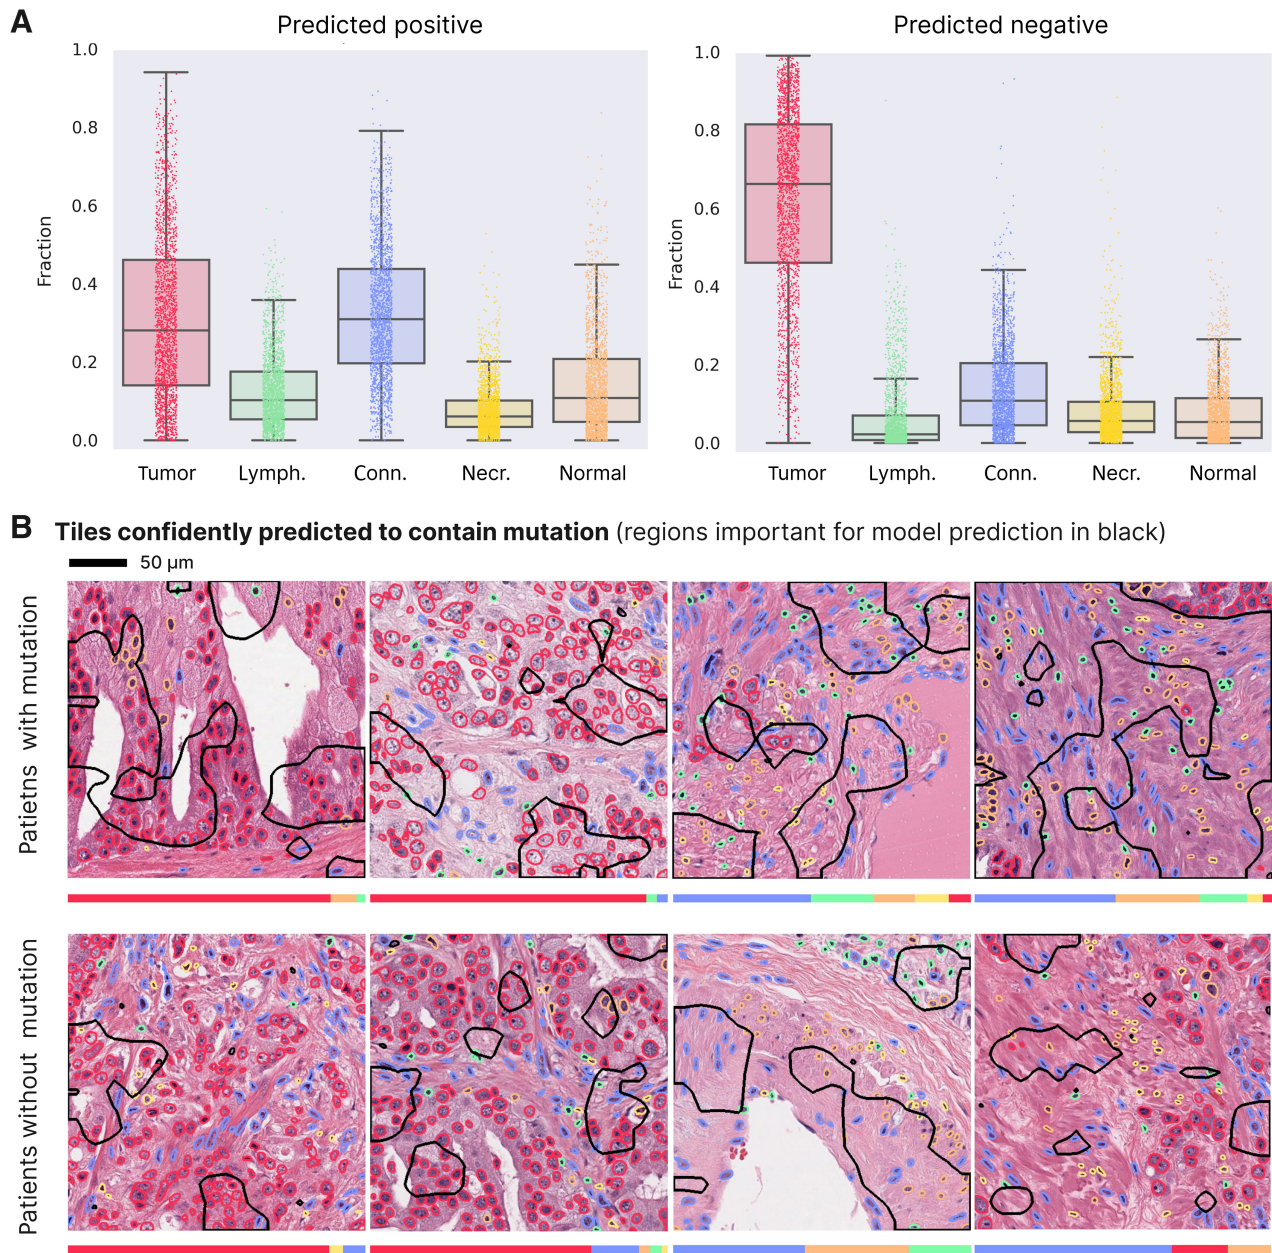 A
Predicted positive
Predicted negative
1.0
0.8
0.6
0.4
0.2
0.0
Fraction
Tumor
Lymph.
Conn.
Necr.
Normal
1.0
0.8
0.6
0.4
0.2
0.0
Fraction
Tumor
Lymph.
Conn.
Necr.
Normal
B
Tiles confidently predicted to contain mutation (regions important for model prediction in black)
50 µm
Patietns with mutation
Patients without mutation